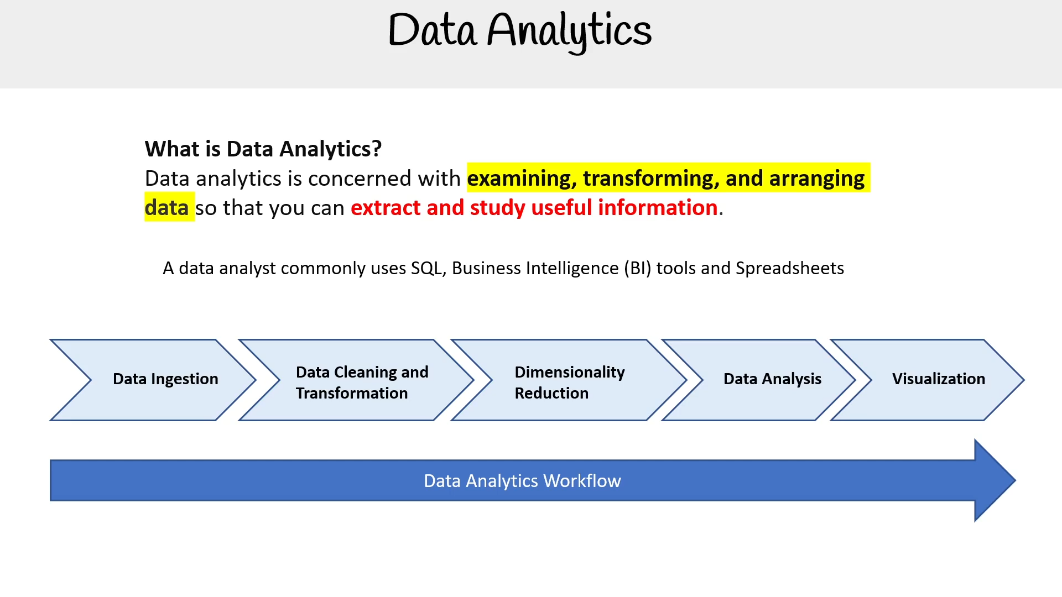 Data Analytics
What is Data Analytics?
Data analytics is concerned with examining, transforming, and arranging
data so that you can extract and study useful information.
A data analyst commonly uses SQL, Business Intelligence (BI) tools and Spreadsheets
Data Ingestion
Data Cleaning and
Transformation
Dimensionality
Reduction
Data Analysis
Visualization
Data Analytics Workflow